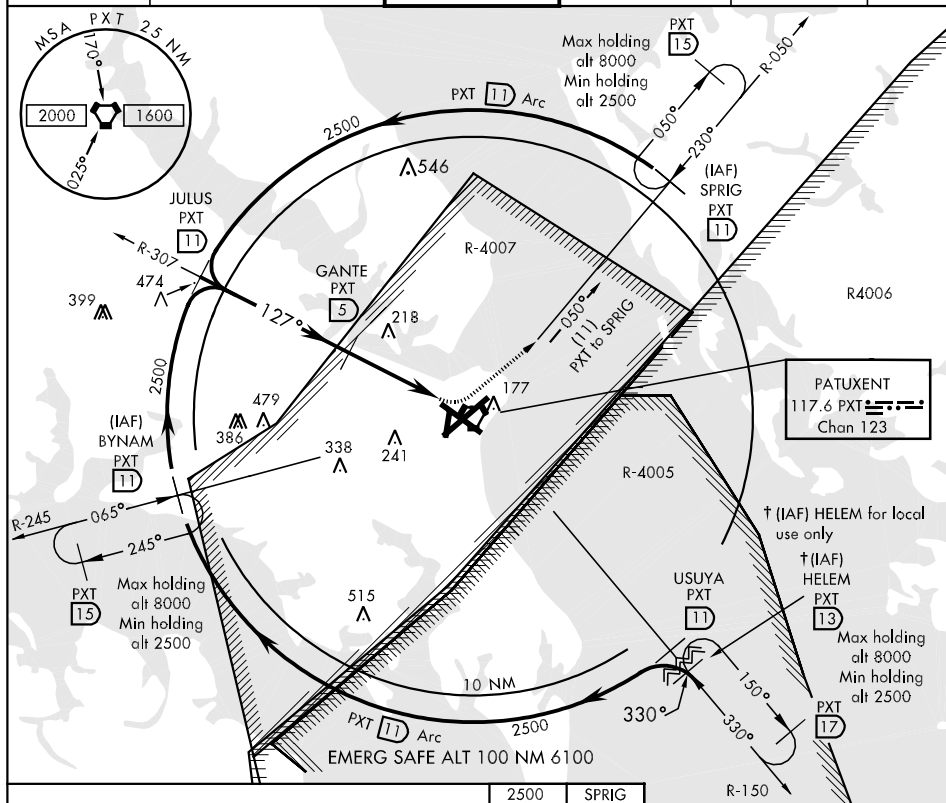 MSA PXT 25 NM
170°
2000
1600
025°
PXT 11 Arc
2500
Max holding
alt 8000
Min holding
alt 2500
PXT
15
R-050
050°
230°
(IAF)
SPRIG
PXT
11
546
JULUS
PXT
11
R-307
474
399
127°
GANTE
PXT
5
218
R-4007
050°
(11)
PXT to SPRIG
R4006
2500
177
PATUXENT
117.6 PXT
Chan 123
479
386
(IAF)
BYNAM
PXT
11
338
241
R-4005
R-245
065°
245°
PXT
15
Max holding
alt 8000
Min holding
alt 2500
† (IAF) HELEM for local
use only
† (IAF)
HELEM
PXT
13
USUYA
PXT
11
Max holding
alt 8000
Min holding
alt 2500
515
10 NM
150°
330°
330°
PXT
17
PXT 11 Arc
2500
R-150
EMERG SAFE ALT 100 NM 6100
2500
SPRIG